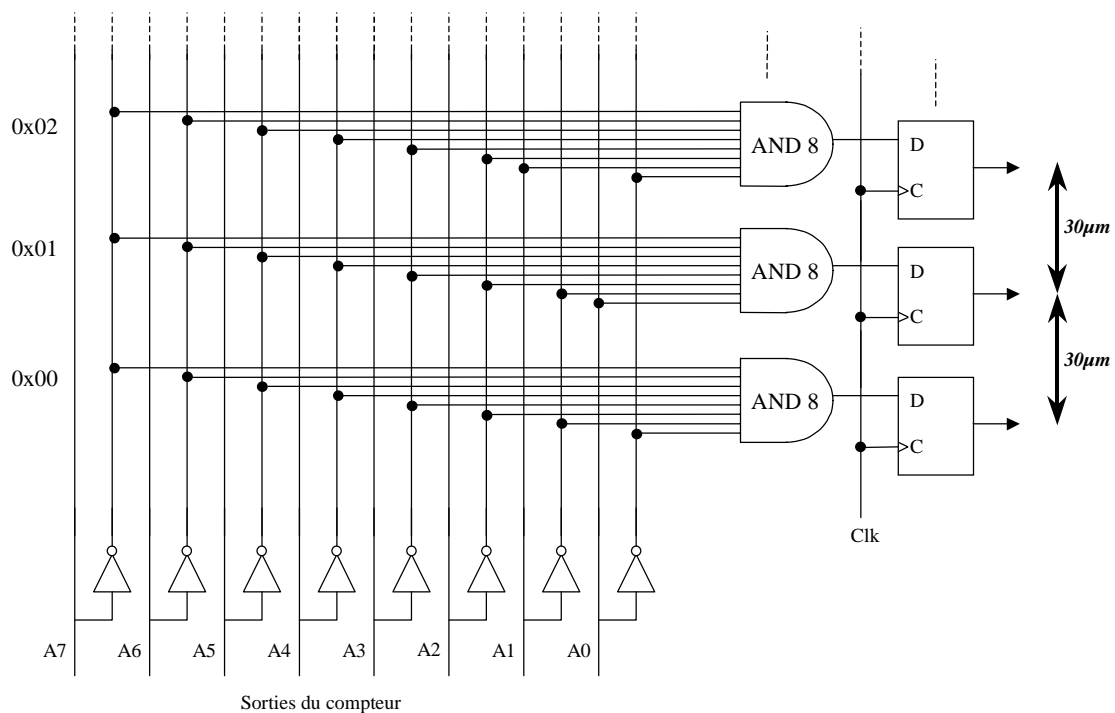 0x02
AND 8
D
C
30µm
0x01
AND 8
D
C
30µm
0x00
AND 8
D
C
Clk
A7 A6 A5 A4 A3 A2 A1 A0
Sorties du compteur